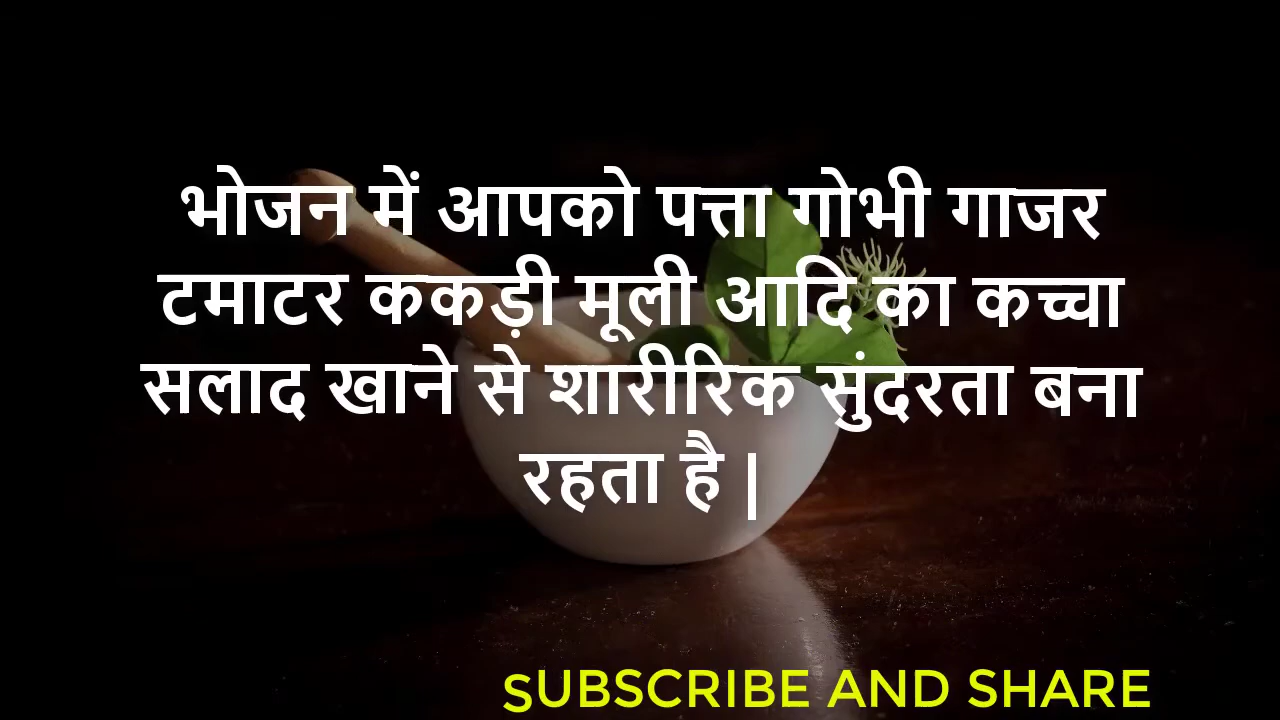 भोजन में आपको पत्ता गोभी गाजर
टमाटर ककड़ी मूली आदि का कच्चा
सलाद खाने से शारीरिक सुंदरता बना
रहता है |
SUBSCRIBE AND SHARE